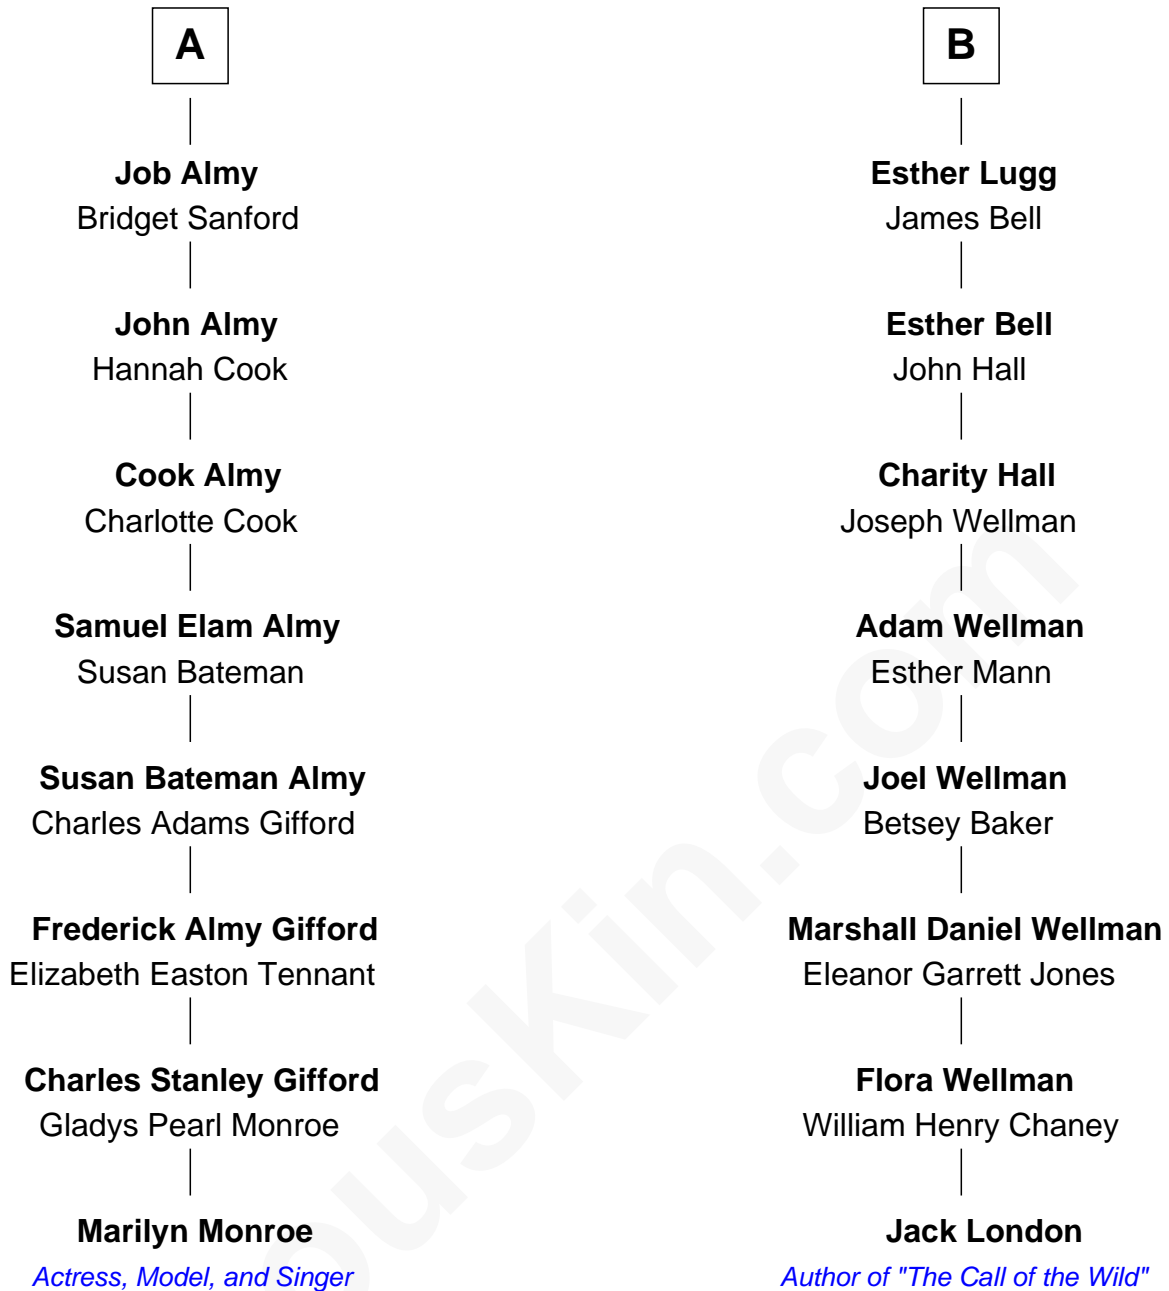 A
Job Almy
Bridget Sanford
John Almy
Hannah Cook
Cook Almy
Charlotte Cook
Samuel Elam Almy
Susan Bateman
Susan Bateman Almy
Charles Adams Gifford
Frederick Almy Gifford
Elizabeth Easton Tennant
Charles Stanley Gifford
Gladys Pearl Monroe
Marilyn Monroe
Actress, Model, and Singer
B
Esther Lugg
James Bell
Esther Bell
John Hall
Charity Hall
Joseph Wellman
Adam Wellman
Esther Mann
Joel Wellman
Betsey Baker
Marshall Daniel Wellman
Eleanor Garrett Jones
Flora Wellman
William Henry Chaney
Jack London
Author of "The Call of the Wild"
ousKin.com